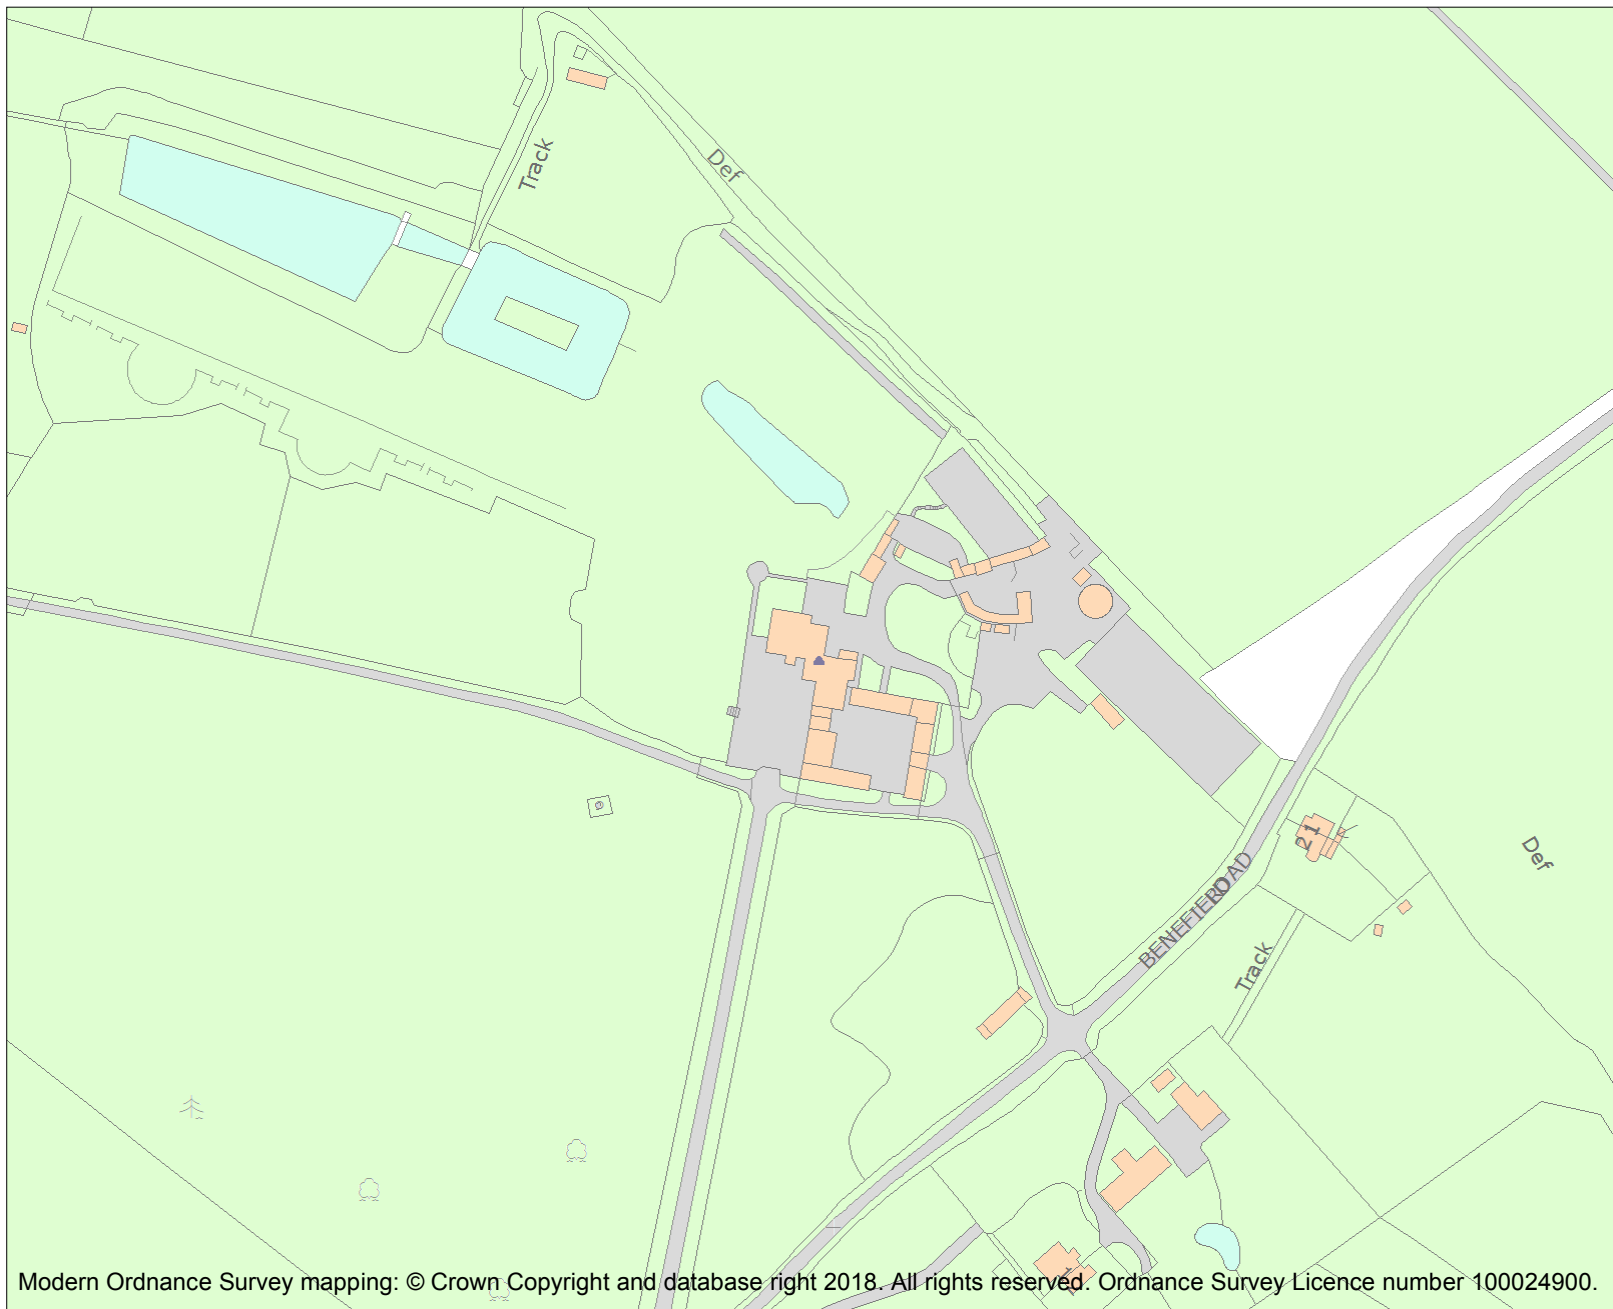 Track
Def
21
Def
BENEFIELD ROAD
Track
Modern Ordnance Survey mapping: © Crown Copyright and database right 2018. All rights reserved. Ordnance Survey Licence number 100024900.